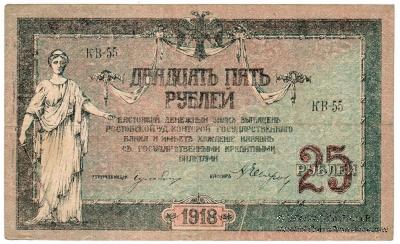 КВ-55
ДВАДЦАТЬ ПЯТЬ
РУБЛЕЙ
КВ-55
НАСТОЯЩІЙ ДЕНЕЖНЫЙ ЗНАКЪ ВЫПУЩЕНЪ
РОСТОВСКОЙ КОНТОРОЙ ГОСУДАРСТВЕННАГО
БАНКА И ИМѢЕТЪ ХОЖДЕНІЕ НАРАВНѢ
СЪ ГОСУДАРСТВЕННЫМИ КРЕДИТНЫМИ
БИЛЕТАМИ
УПРАВЛЯЮЩІЙ
КАССИРЪ
25
РУБЛЕЙ
1918